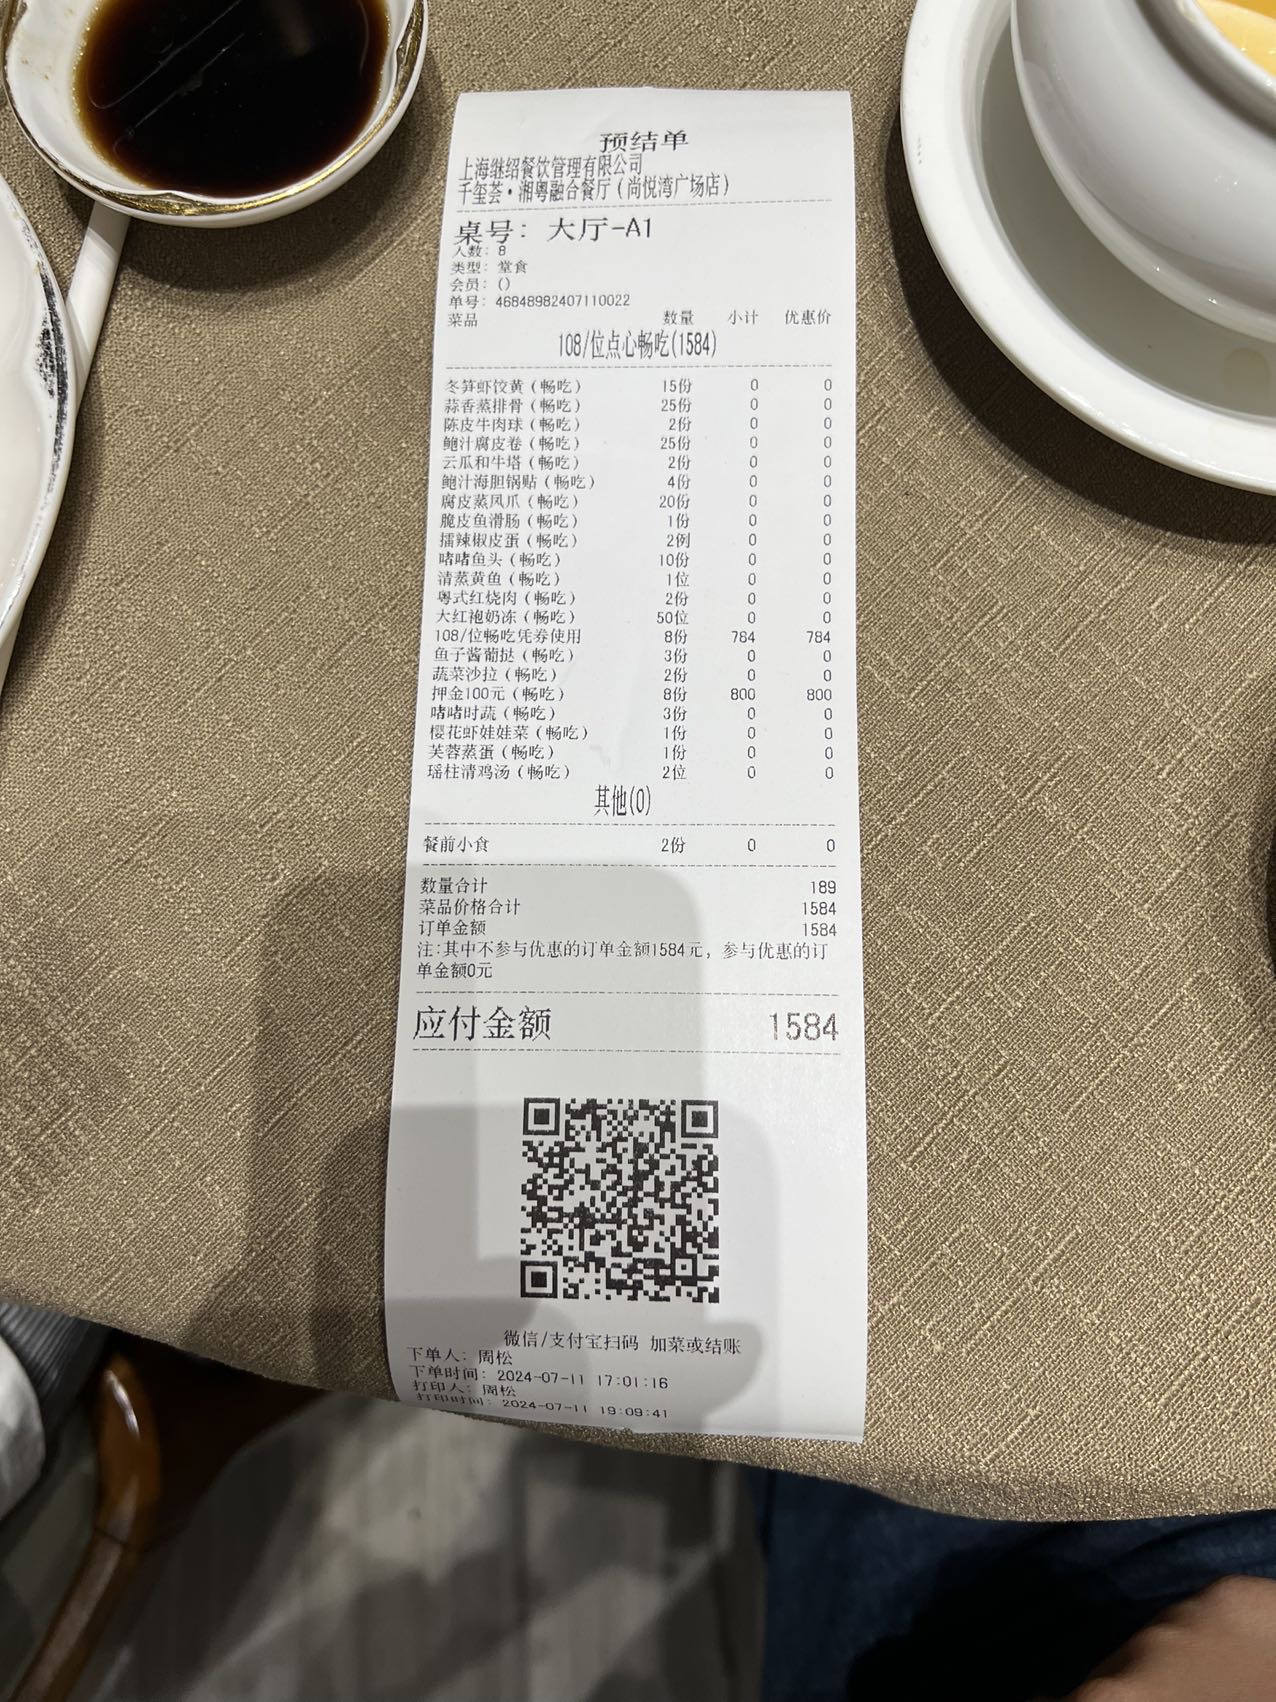 预结单
上海继绍餐饮管理有限公司
千玺荟·湘粤融合餐厅(尚悦湾广场店)
桌号: 大厅-A1
人数: 8
类型: 堂食
会员: ()
单号: 46848982407110022
菜品 数量 小计 优惠价
108/位点心畅吃(1584)
冬笋虾饺黄(畅吃) 15份 0 0
蒜香蒸排骨(畅吃) 25份 0 0
陈皮牛肉球(畅吃) 2份 0 0
鲍汁腐皮卷(畅吃) 25份 0 0
云瓜和牛塔(畅吃) 2份 0 0
鲍汁海胆锅贴(畅吃) 4份 0 0
腐皮蒸凤爪(畅吃) 20份 0 0
脆皮鱼滑肠(畅吃) 1份 0 0
擂辣椒皮蛋(畅吃) 2例 0 0
啫啫鱼头(畅吃) 10份 0 0
清蒸黄鱼(畅吃) 1位 0 0
粤式红烧肉(畅吃) 2份 0 0
大红袍奶冻(畅吃) 50位 0 0
108/位畅吃凭券使用 8份 784 784
鱼子酱葡挞(畅吃) 3份 0 0
蔬菜沙拉(畅吃) 2份 0 0
押金100元(畅吃) 8份 800 800
啫啫时蔬(畅吃) 3份 0 0
樱花虾娃娃菜(畅吃) 1份 0 0
芙蓉蒸蛋(畅吃) 1份 0 0
瑶柱清鸡汤(畅吃) 2位 0 0
其他(0)
餐前小食 2份 0 0
数量合计 189
菜品价格合计 1584
订单金额 1584
注:其中不参与优惠的订单金额1584元, 参与优惠的订
单金额0元
应付金额 1584
微信/支付宝扫码 加菜或结账
下单人: 周松
下单时间: 2024-07-11 17:01:16
打印人: 周松
打印时间: 2024-07-11 19:09:41